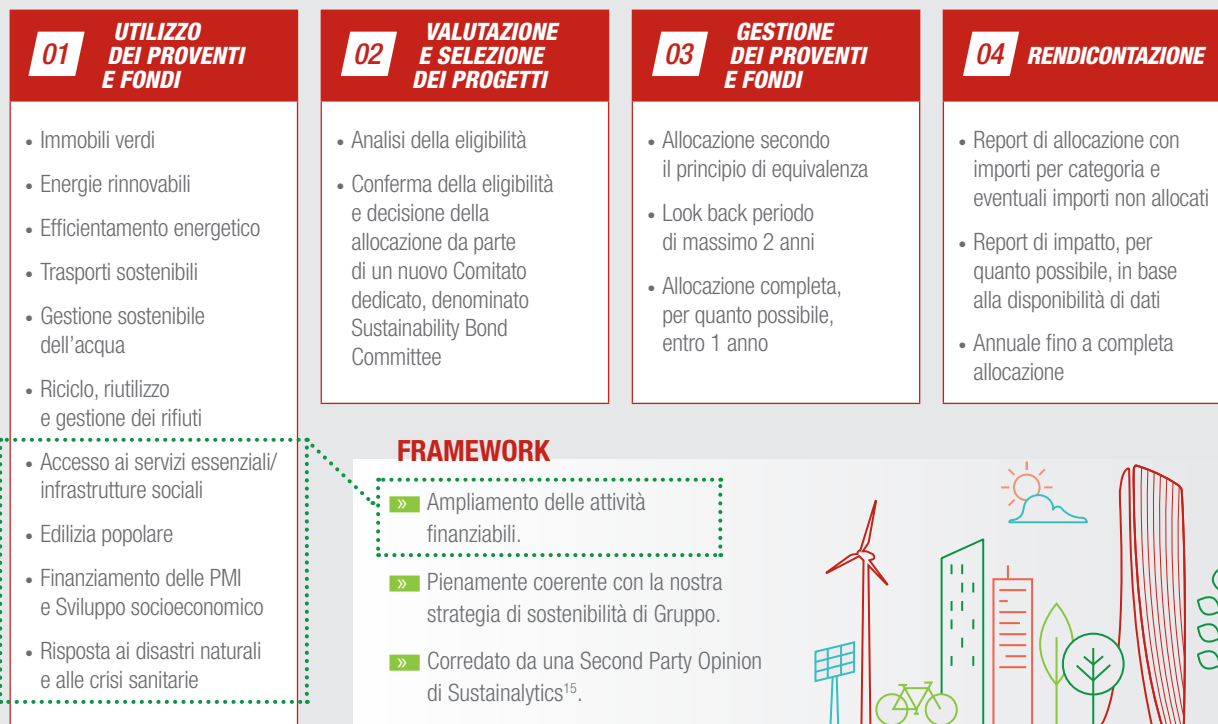 01
UTILIZZO
DEI PROVENTI
E FONDI
• Immobili verdi
• Energie rinnovabili
• Efficientamento energetico
• Trasporti sostenibili
• Gestione sostenibile
dell'acqua
• Riciclo, riutilizzo
e gestione dei rifiuti
• Accesso ai servizi essenziali/
infrastrutture sociali
• Edilizia popolare
• Finanziamento delle PMI
e Sviluppo socioeconomico
• Risposta ai disastri naturali
e alle crisi sanitarie
02
VALUTAZIONE
E SELEZIONE
DEI PROGETTI
• Analisi della eligibilità
• Conferma della eligibilità
e decisione della
allocazione da parte
di un nuovo Comitato
dedicato, denominato
Sustainability Bond
Committee
03
GESTIONE
DEI PROVENTI
E FONDI
• Allocazione secondo
il principio di equivalenza
• Look back periodo
di massimo 2 anni
• Allocazione completa,
per quanto possibile,
entro 1 anno
04
RENDICONTAZIONE
• Report di allocazione con
importi per categoria e
eventuali importi non allocati
• Report di impatto, per
quanto possibile, in base
alla disponibilità di dati
• Annuale fino a completa
allocazione
FRAMEWORK
» Ampliamento delle attività
finanziabili.
» Pienamente coerente con la nostra
strategia di sostenibilità di Gruppo.
» Corredato da una Second Party Opinion
di Sustainalytics¹⁵.